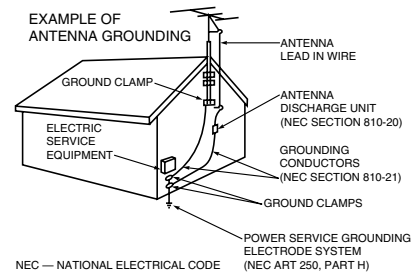 EXAMPLE OF
ANTENNA GROUNDING
ANTENNA
LEAD IN WIRE
GROUND CLAMP
ANTENNA
DISCHARGE UNIT
(NEC SECTION 810-20)
ELECTRIC
SERVICE
EQUIPMENT
GROUNDING
CONDUCTORS
(NEC SECTION 810-21)
GROUND CLAMPS
POWER SERVICE GROUNDING
ELECTRODE SYSTEM
(NEC ART 250, PART H)
NEC — NATIONAL ELECTRICAL CODE